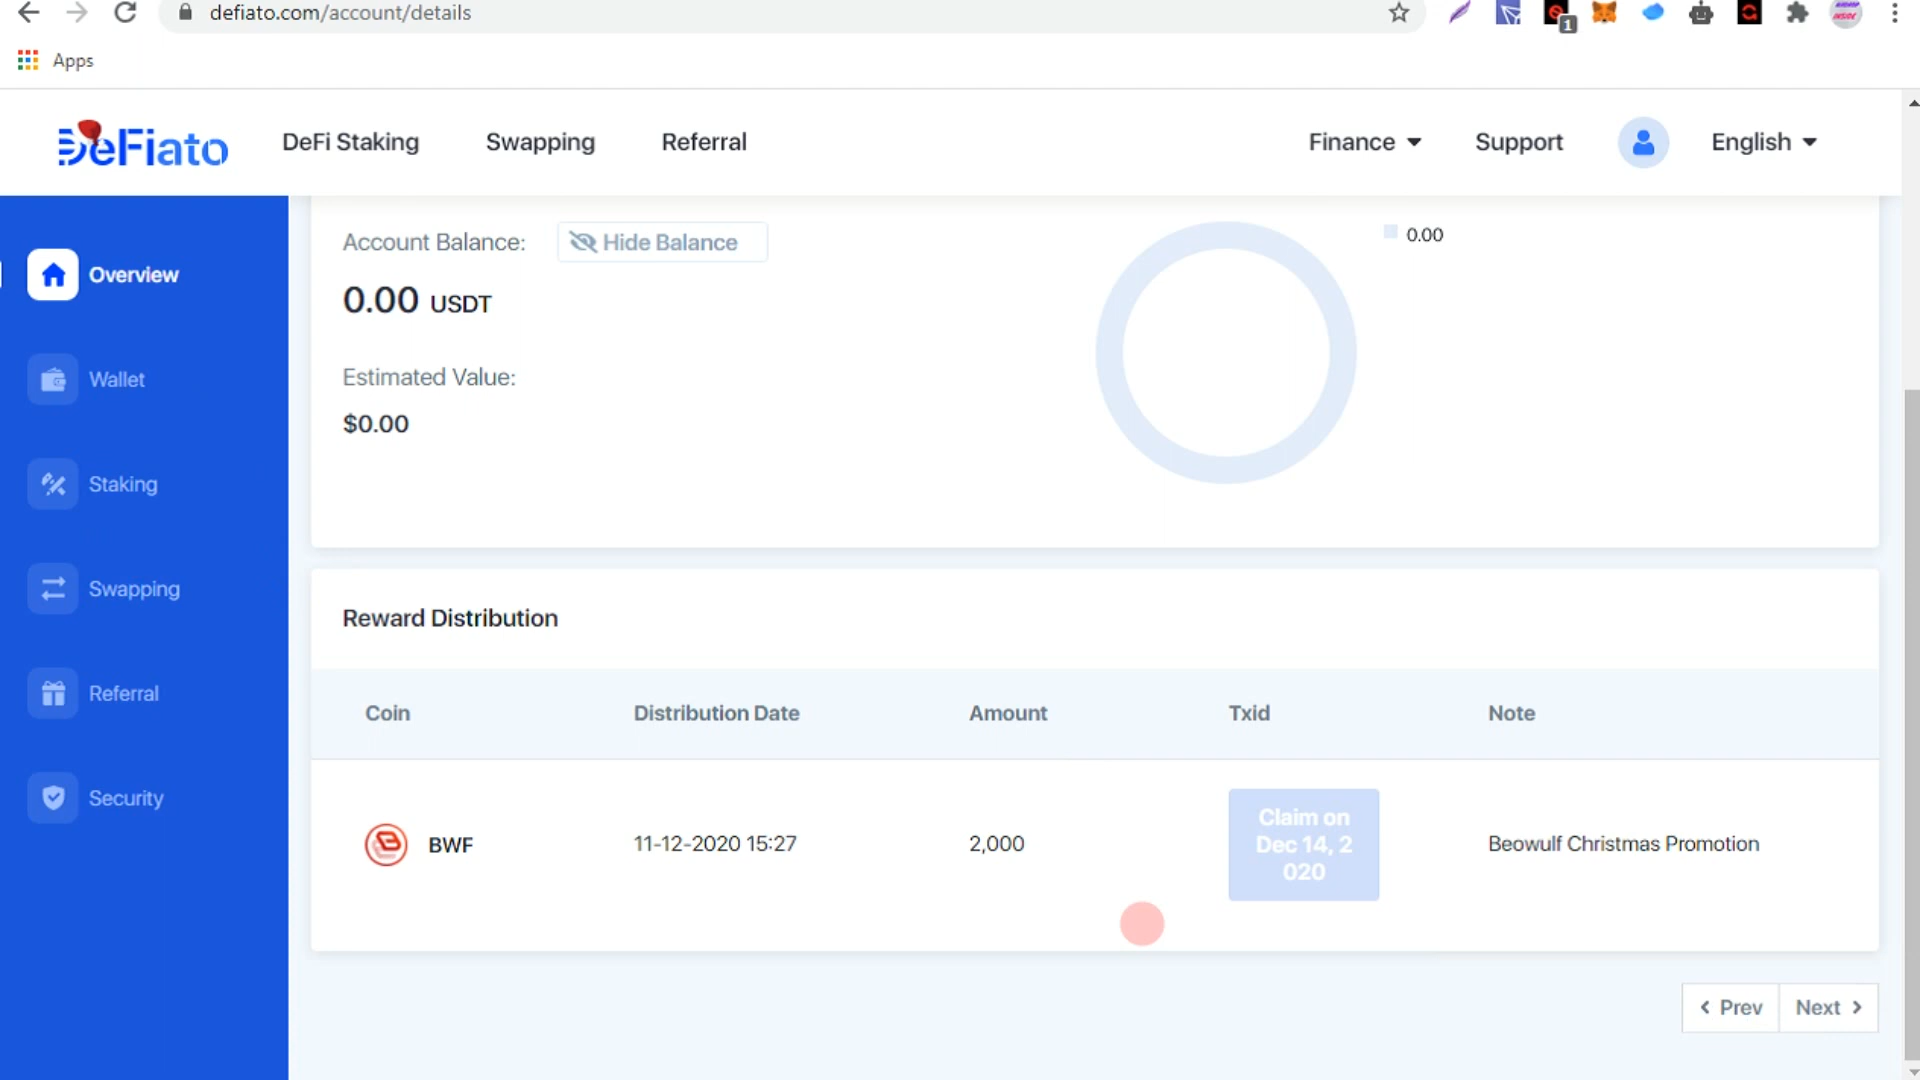 defiato.com/account/details
1
Apps
DeFiato
DeFi Staking
Swapping
Referral
Finance
Support
English
Overview
Wallet
Staking
Swapping
Referral
Security
Account Balance:
Hide Balance
0.00 USDT
Estimated Value:
$0.00
0.00
Reward Distribution
Coin
Distribution Date
Amount
Txid
Note
BWF
11-12-2020 15:27
2,000
Claim on
Dec 14, 2
020
Beowulf Christmas Promotion
Prev
Next